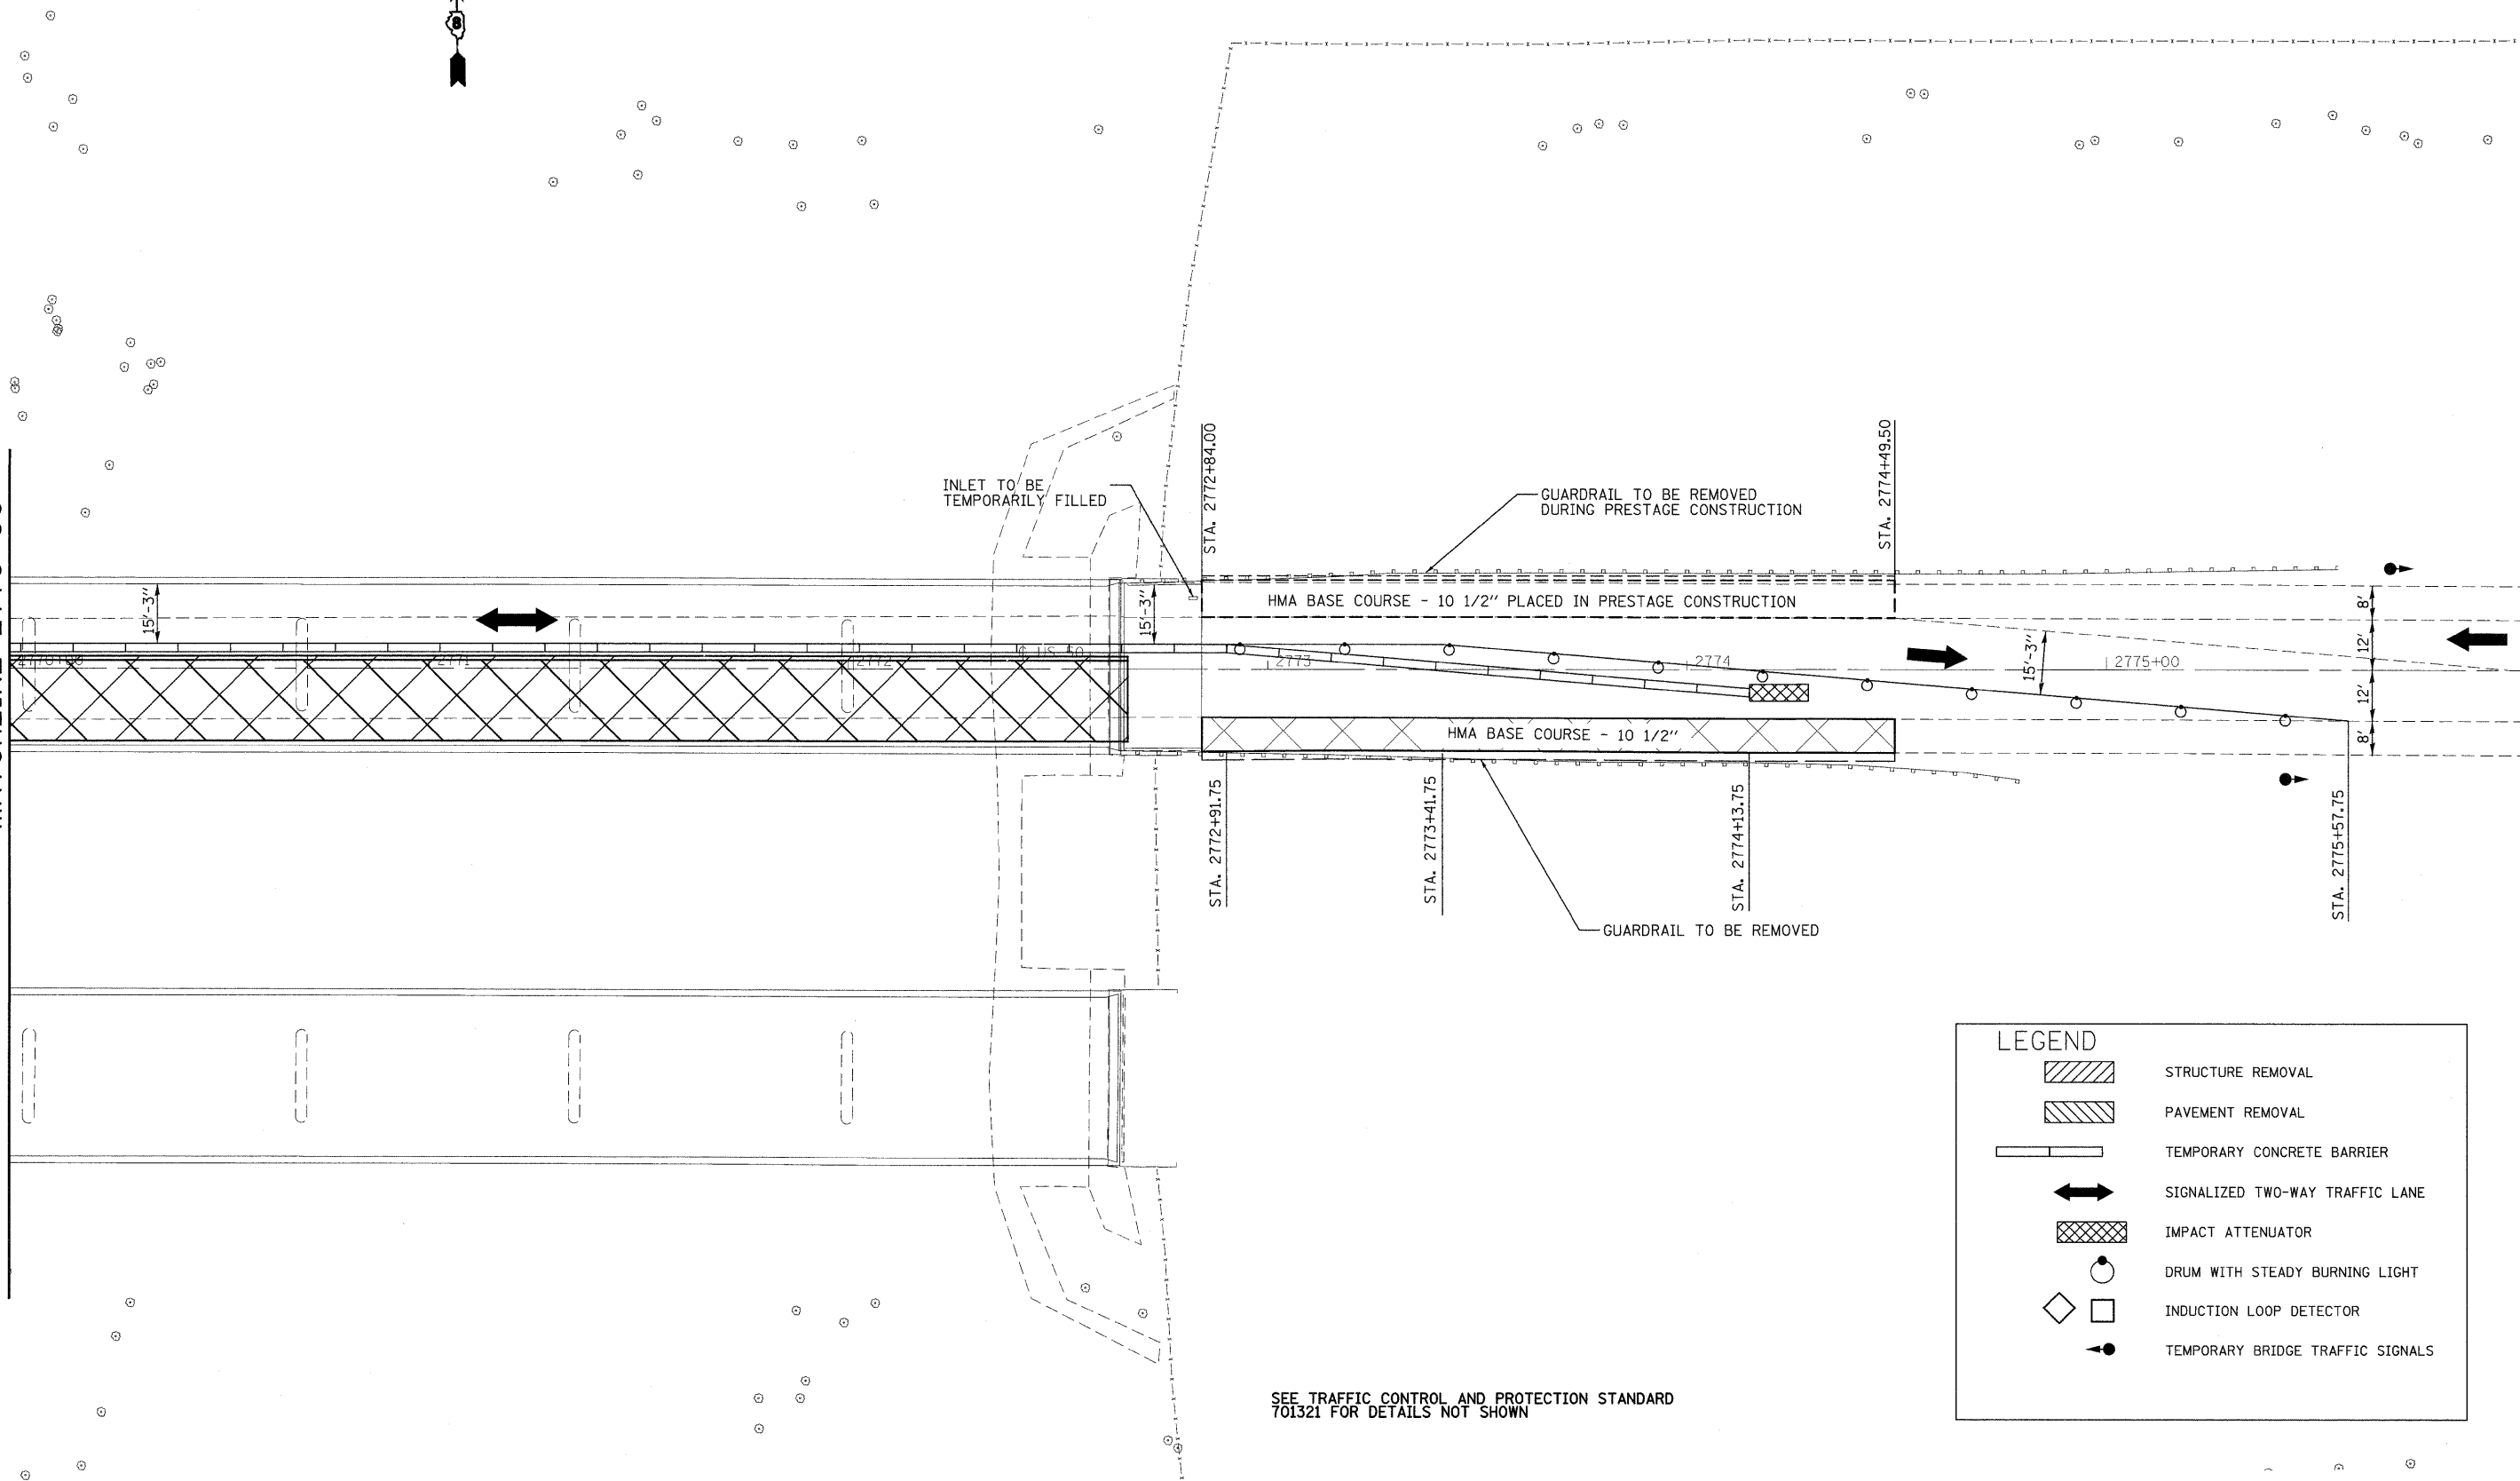 8
STA. 2772+84.00
STA. 2774+49.50
INLET TO BE
TEMPORARILY FILLED
GUARDRAIL TO BE REMOVED
DURING PRESTAGE CONSTRUCTION
15'-3"
15'-3"
HMA BASE COURSE - 10 1/2" PLACED IN PRESTAGE CONSTRUCTION
8'
12'
12'
8'
2771
2772
US 50
2773
2774
15'-3"
2775+00
HMA BASE COURSE - 10 1/2"
STA. 2772+91.75
STA. 2773+41.75
STA. 2774+13.75
STA. 2775+57.75
GUARDRAIL TO BE REMOVED
LEGEND
STRUCTURE REMOVAL
PAVEMENT REMOVAL
TEMPORARY CONCRETE BARRIER
SIGNALIZED TWO-WAY TRAFFIC LANE
IMPACT ATTENUATOR
DRUM WITH STEADY BURNING LIGHT
INDUCTION LOOP DETECTOR
TEMPORARY BRIDGE TRAFFIC SIGNALS
SEE TRAFFIC CONTROL AND PROTECTION STANDARD
701321 FOR DETAILS NOT SHOWN